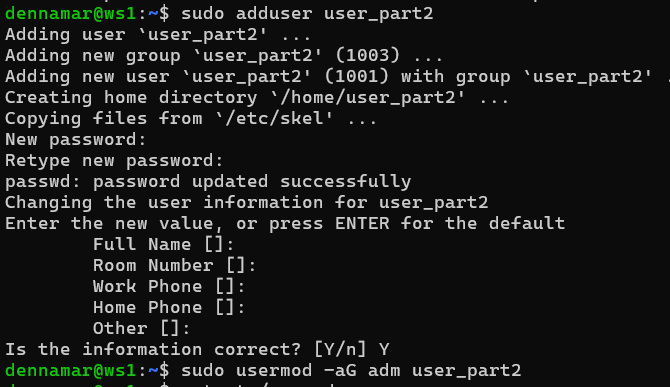 dennamar@ws1:~$ sudo adduser user_part2
Adding user `user_part2' ...
Adding new group `user_part2' (1003) ...
Adding new user `user_part2' (1001) with group `user_part2' .
Creating home directory `/home/user_part2' ...
Copying files from `/etc/skel' ...
New password:
Retype new password:
passwd: password updated successfully
Changing the user information for user_part2
Enter the new value, or press ENTER for the default
Full Name []:
Room Number []:
Work Phone []:
Home Phone []:
Other []:
Is the information correct? [Y/n] Y
dennamar@ws1:~$ sudo usermod -aG adm user_part2